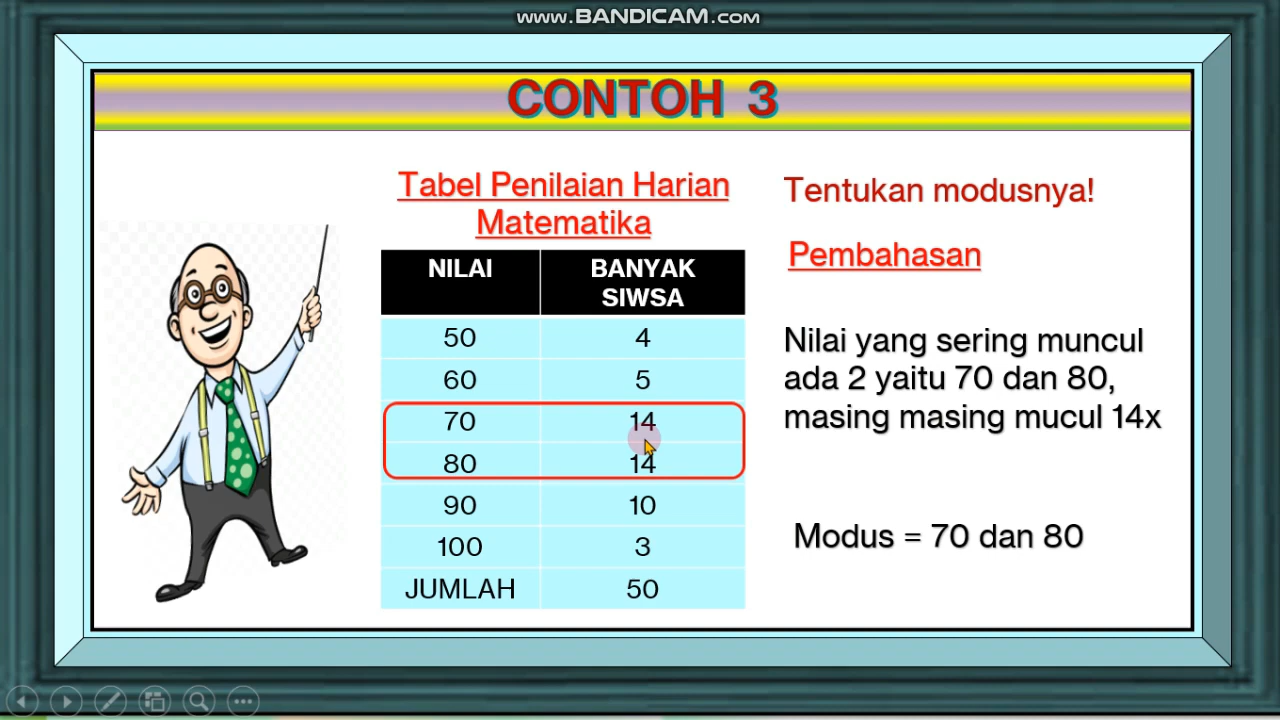 www.BANDICAM.com
CONTOH 3
Tabel Penilaian Harian
Matematika
NILAI BANYAK
SIWSA
50 4
60 5
70 14
80 14
90 10
100 3
JUMLAH 50
Tentukan modusnya!
Pembahasan
Nilai yang sering muncul
ada 2 yaitu 70 dan 80,
masing masing mucul 14x
Modus = 70 dan 80